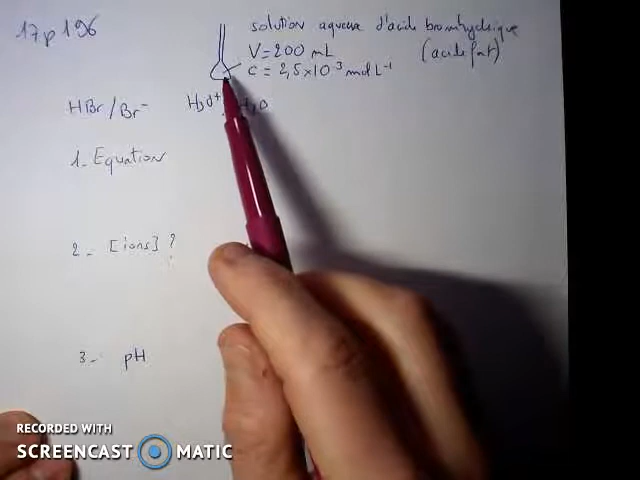 17 p 196
solution aqueuse d'acide bromhydrique
V = 200 mL (acide fort)
C = 2,5 × 10⁻³ mol L⁻¹
HBr / Br⁻ H₃O⁺ H₂O
1. Equation
2 - [ions] ?
3 - pH
RECORDED WITH
SCREENCAST MATIC